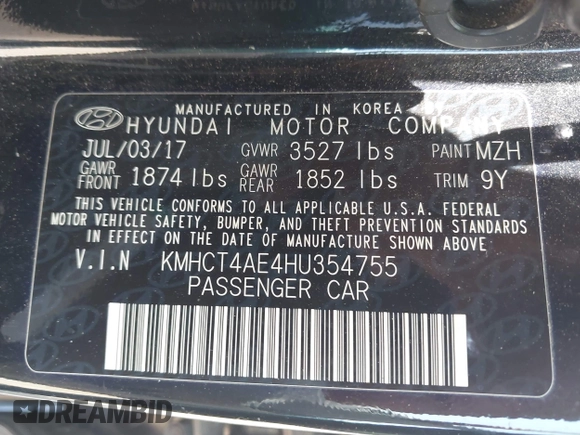 MANUFACTURED IN KOREA BY
HYUNDAI MOTOR COMPANY
JUL/03/17 GVWR 3527 lbs PAINT MZH
GAWR FRONT 1874 lbs GAWR REAR 1852 lbs TRIM 9Y
THIS VEHICLE CONFORMS TO ALL APPLICABLE U.S.A. FEDERAL
MOTOR VEHICLE SAFETY, BUMPER, AND THEFT PREVENTION STANDARDS
IN EFFECT ON THE DATE OF MANUFACTURE SHOWN ABOVE.
V.I.N KMHCT4AE4HU354755
PASSENGER CAR
DREAMBID